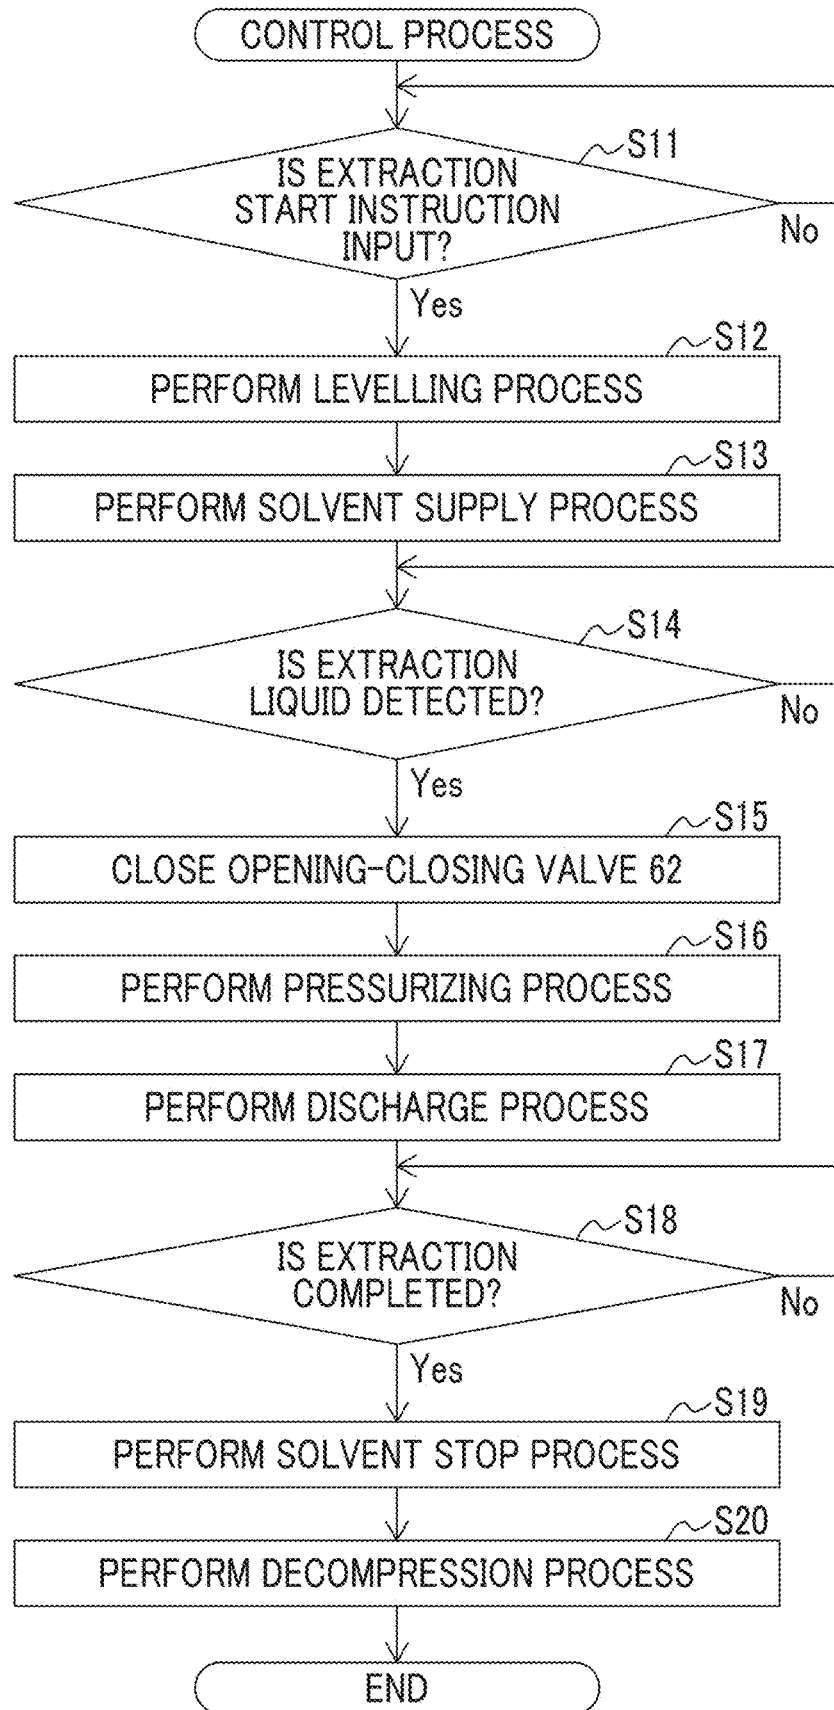 CONTROL PROCESS
S11
IS EXTRACTION
START INSTRUCTION
INPUT?
No
Yes
S12
PERFORM LEVELLING PROCESS
S13
PERFORM SOLVENT SUPPLY PROCESS
S14
IS EXTRACTION
LIQUID DETECTED?
No
Yes
S15
CLOSE OPENING-CLOSING VALVE 62
S16
PERFORM PRESSURIZING PROCESS
S17
PERFORM DISCHARGE PROCESS
S18
IS EXTRACTION
COMPLETED?
No
Yes
S19
PERFORM SOLVENT STOP PROCESS
S20
PERFORM DECOMPRESSION PROCESS
END